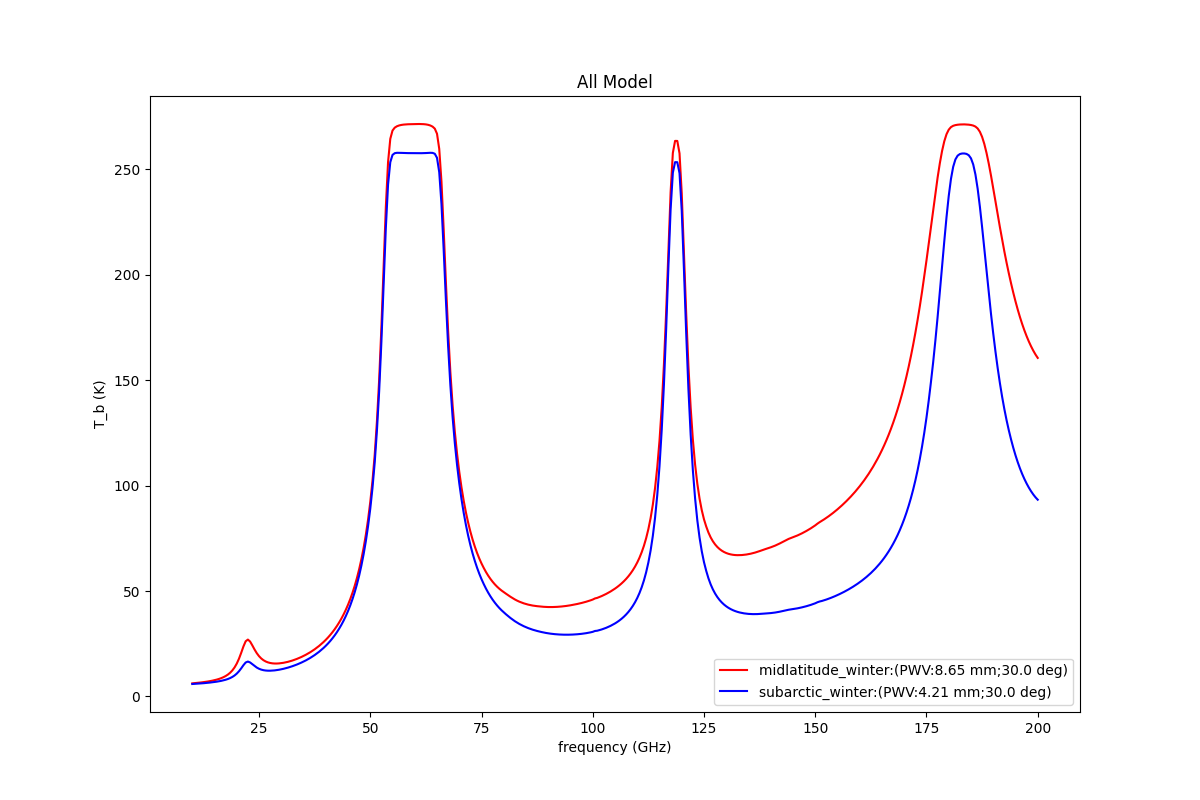 All Model
T_b (K)
250
200
150
100
50
0
midlatitude_winter:(PWV:8.65 mm;30.0 deg)
subarctic_winter:(PWV:4.21 mm;30.0 deg)
25 50 75 100 125 150 175 200
frequency (GHz)